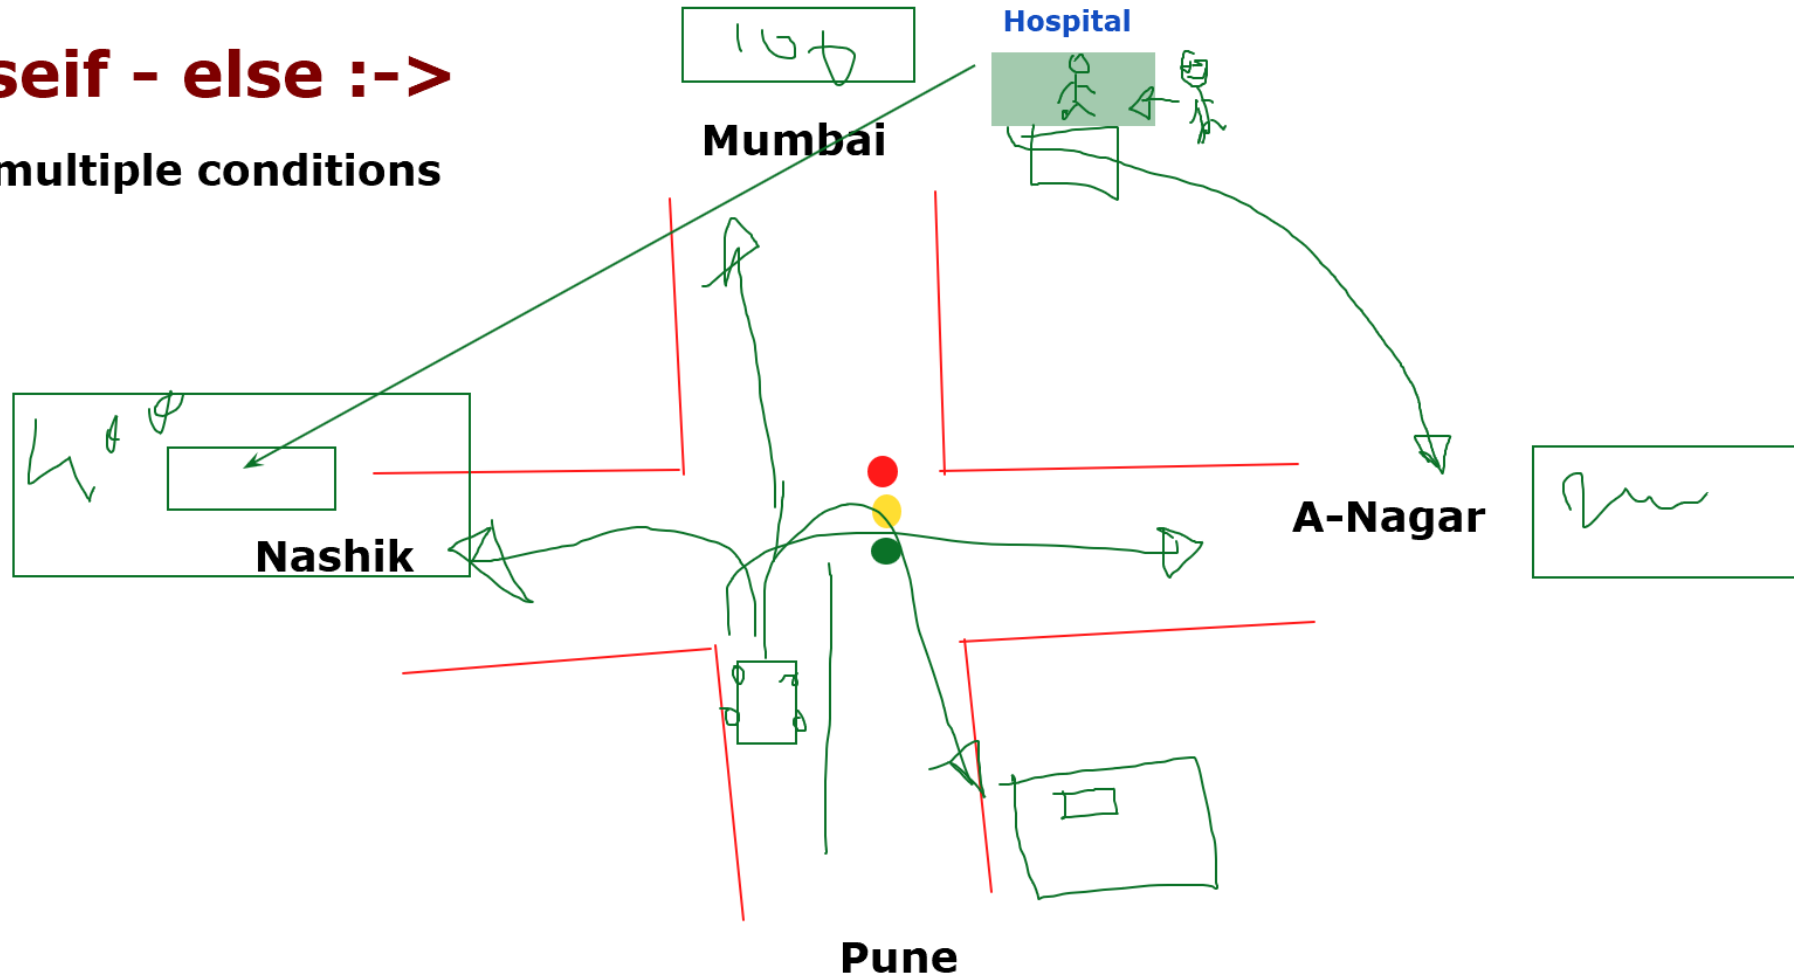 Hospital
seif - else :->
Mumbai
multiple conditions
A-Nagar
Nashik
Pune